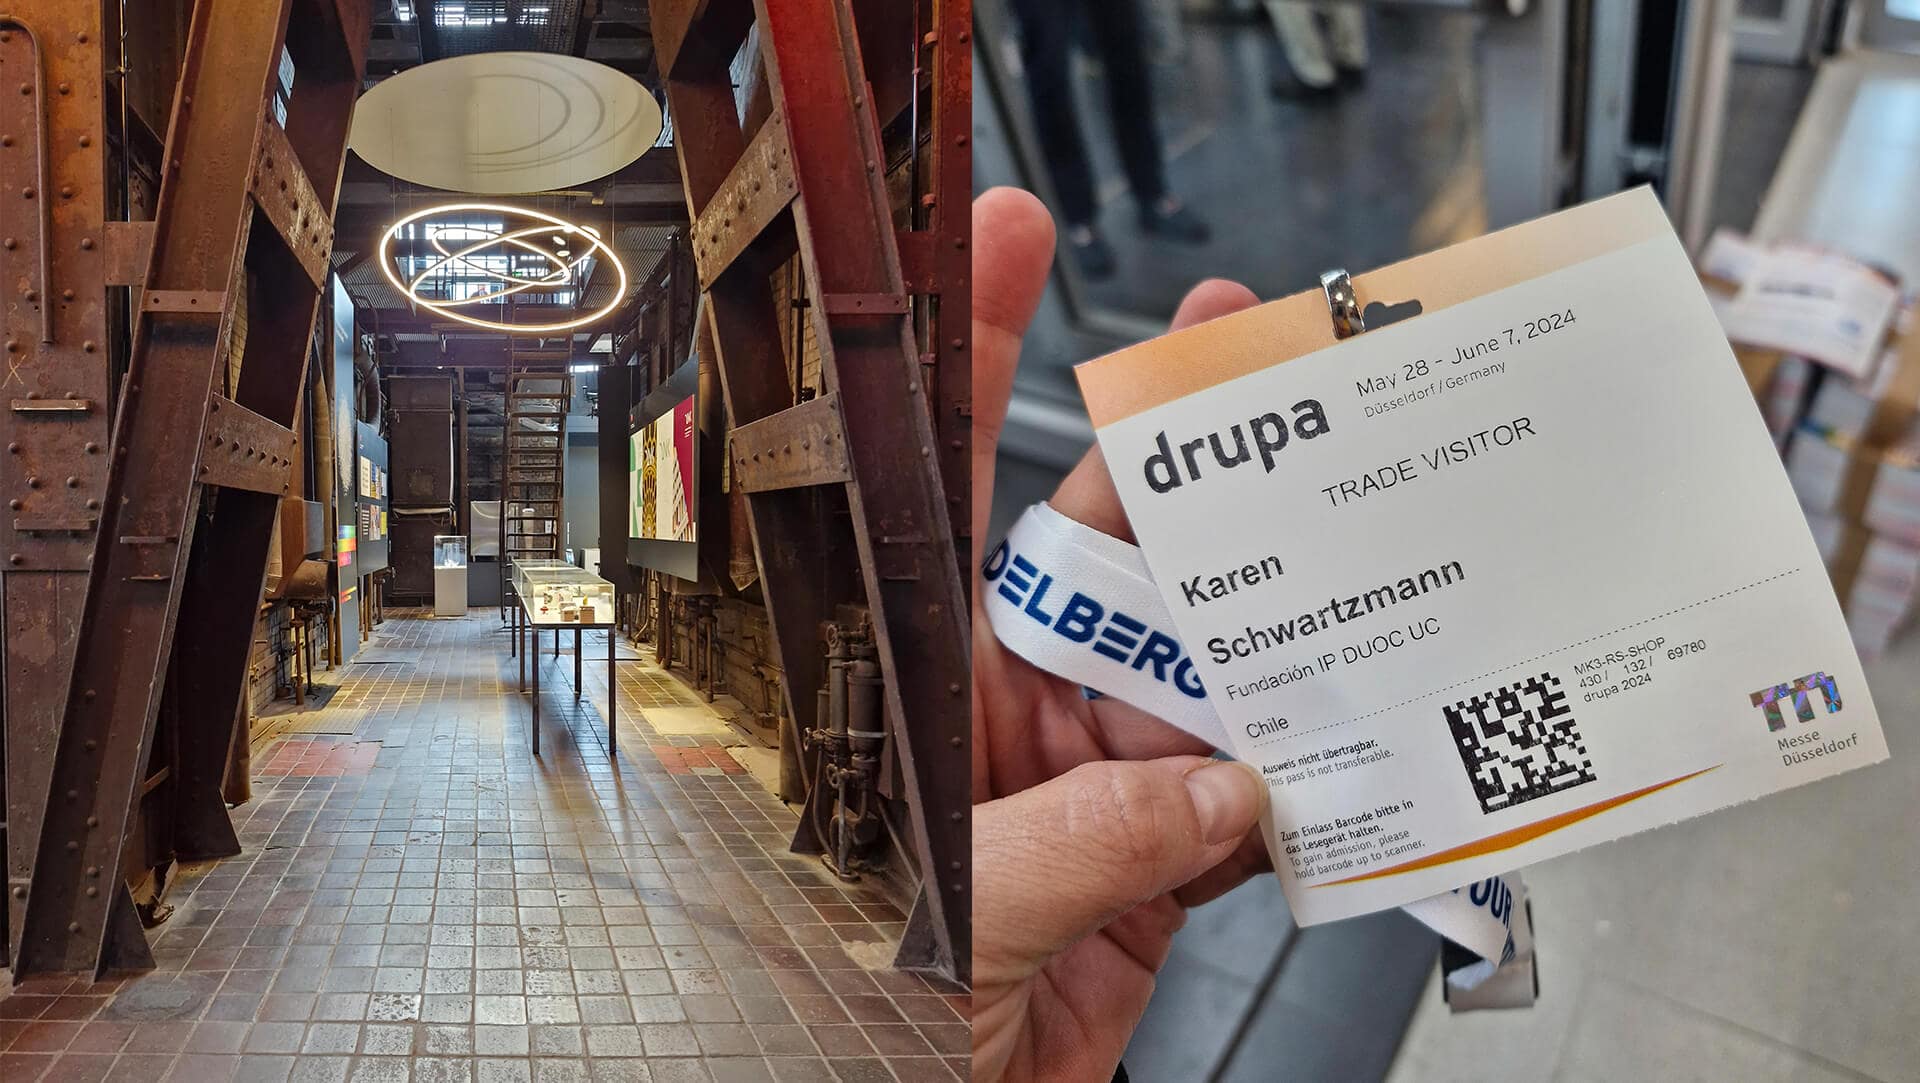 drupa
May 28 - June 7, 2024
Düsseldorf / Germany
TRADE VISITOR
Karen
Schwartzmann
Fundación IP DUOC UC
Chile
MK3-RS-SHOP
430 / 132 / 69780
drupa 2024
Ausweis nicht übertragbar.
This pass is not transferable.
Zum Einlass Barcode bitte in
das Lesegerät halten.
To gain admission, please
hold barcode up to scanner.
Messe
Düsseldorf
DELBERG
OUR